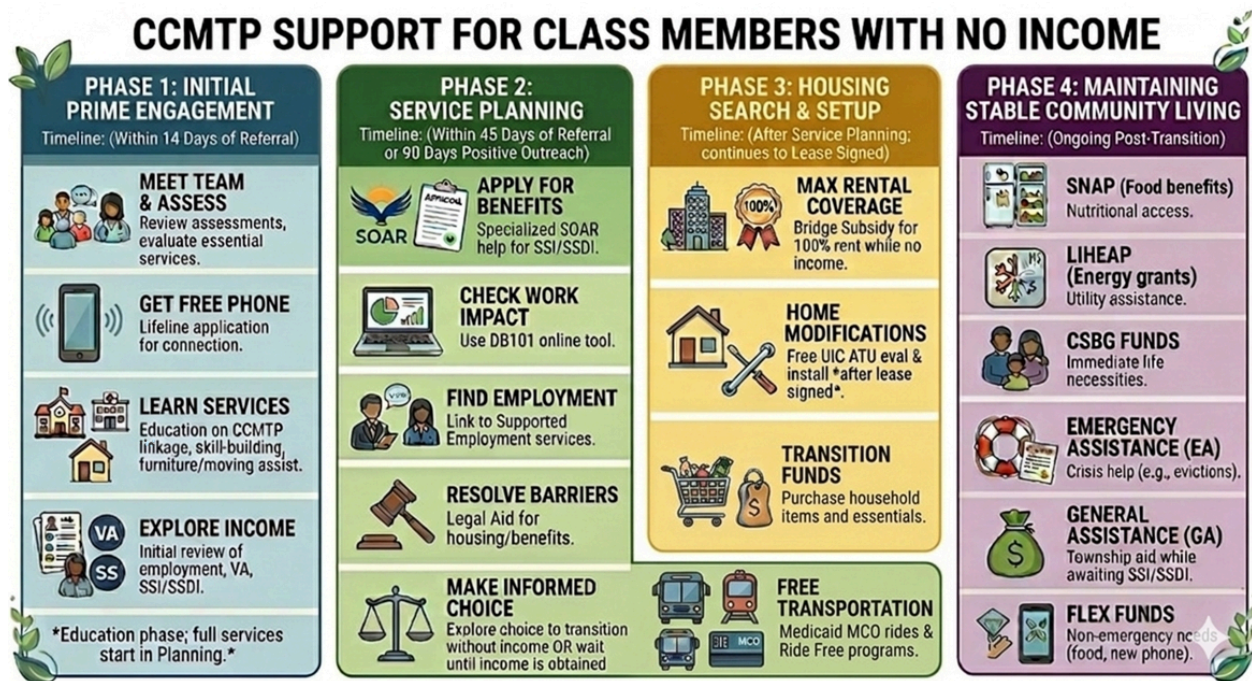 CCMTP SUPPORT FOR CLASS MEMBERS WITH NO INCOME
PHASE 1: INITIAL
PRIME ENGAGEMENT
Timeline: (Within 14 Days of Referral)
MEET TEAM
& ASSESS
Review assessments,
evaluate essential
services.
GET FREE PHONE
Lifeline application
for connection.
LEARN SERVICES
Education on CCMTP
linkage, skill-building,
furniture/moving assist.
VA
SS
EXPLORE INCOME
Initial review of
employment, VA,
SSI/SSDI.
*Education phase; full services
start in Planning.*
PHASE 2:
SERVICE PLANNING
Timeline: (Within 45 Days of Referral
or 90 Days Positive Outreach)
SOAR
APPLY FOR
BENEFITS
Specialized SOAR
help for SSI/SSDI.
CHECK WORK
IMPACT
Use DB101 online tool.
FIND EMPLOYMENT
Link to Supported
Employment services.
RESOLVE BARRIERS
Legal Aid for
housing/benefits.
MAKE INFORMED
CHOICE
Explore choice to transition
without income OR wait
until income is obtained
MCO
FREE
TRANSPORTATION
Medicaid MCO rides &
Ride Free programs.
PHASE 3: HOUSING
SEARCH & SETUP
Timeline: (After Service Planning;
continues to Lease Signed)
100%
MAX RENTAL
COVERAGE
Bridge Subsidy for
100% rent while no
income.
HOME
MODIFICATIONS
Free UIC ATU eval &
install *after lease
signed*.
$
TRANSITION
FUNDS
Purchase household
items and essentials.
PHASE 4: MAINTAINING
STABLE COMMUNITY LIVING
Timeline: (Ongoing Post-Transition)
SNAP (Food benefits)
Nutritional access.
LIHEAP
(Energy grants)
Utility assistance.
CSBG FUNDS
Immediate life
necessities.
EMERGENCY
ASSISTANCE (EA)
Crisis help (e.g., evictions).
$
GENERAL
ASSISTANCE (GA)
Township aid while
awaiting SSI/SSDI.
FLEX FUNDS
Non-emergency needs
(food, new phone).